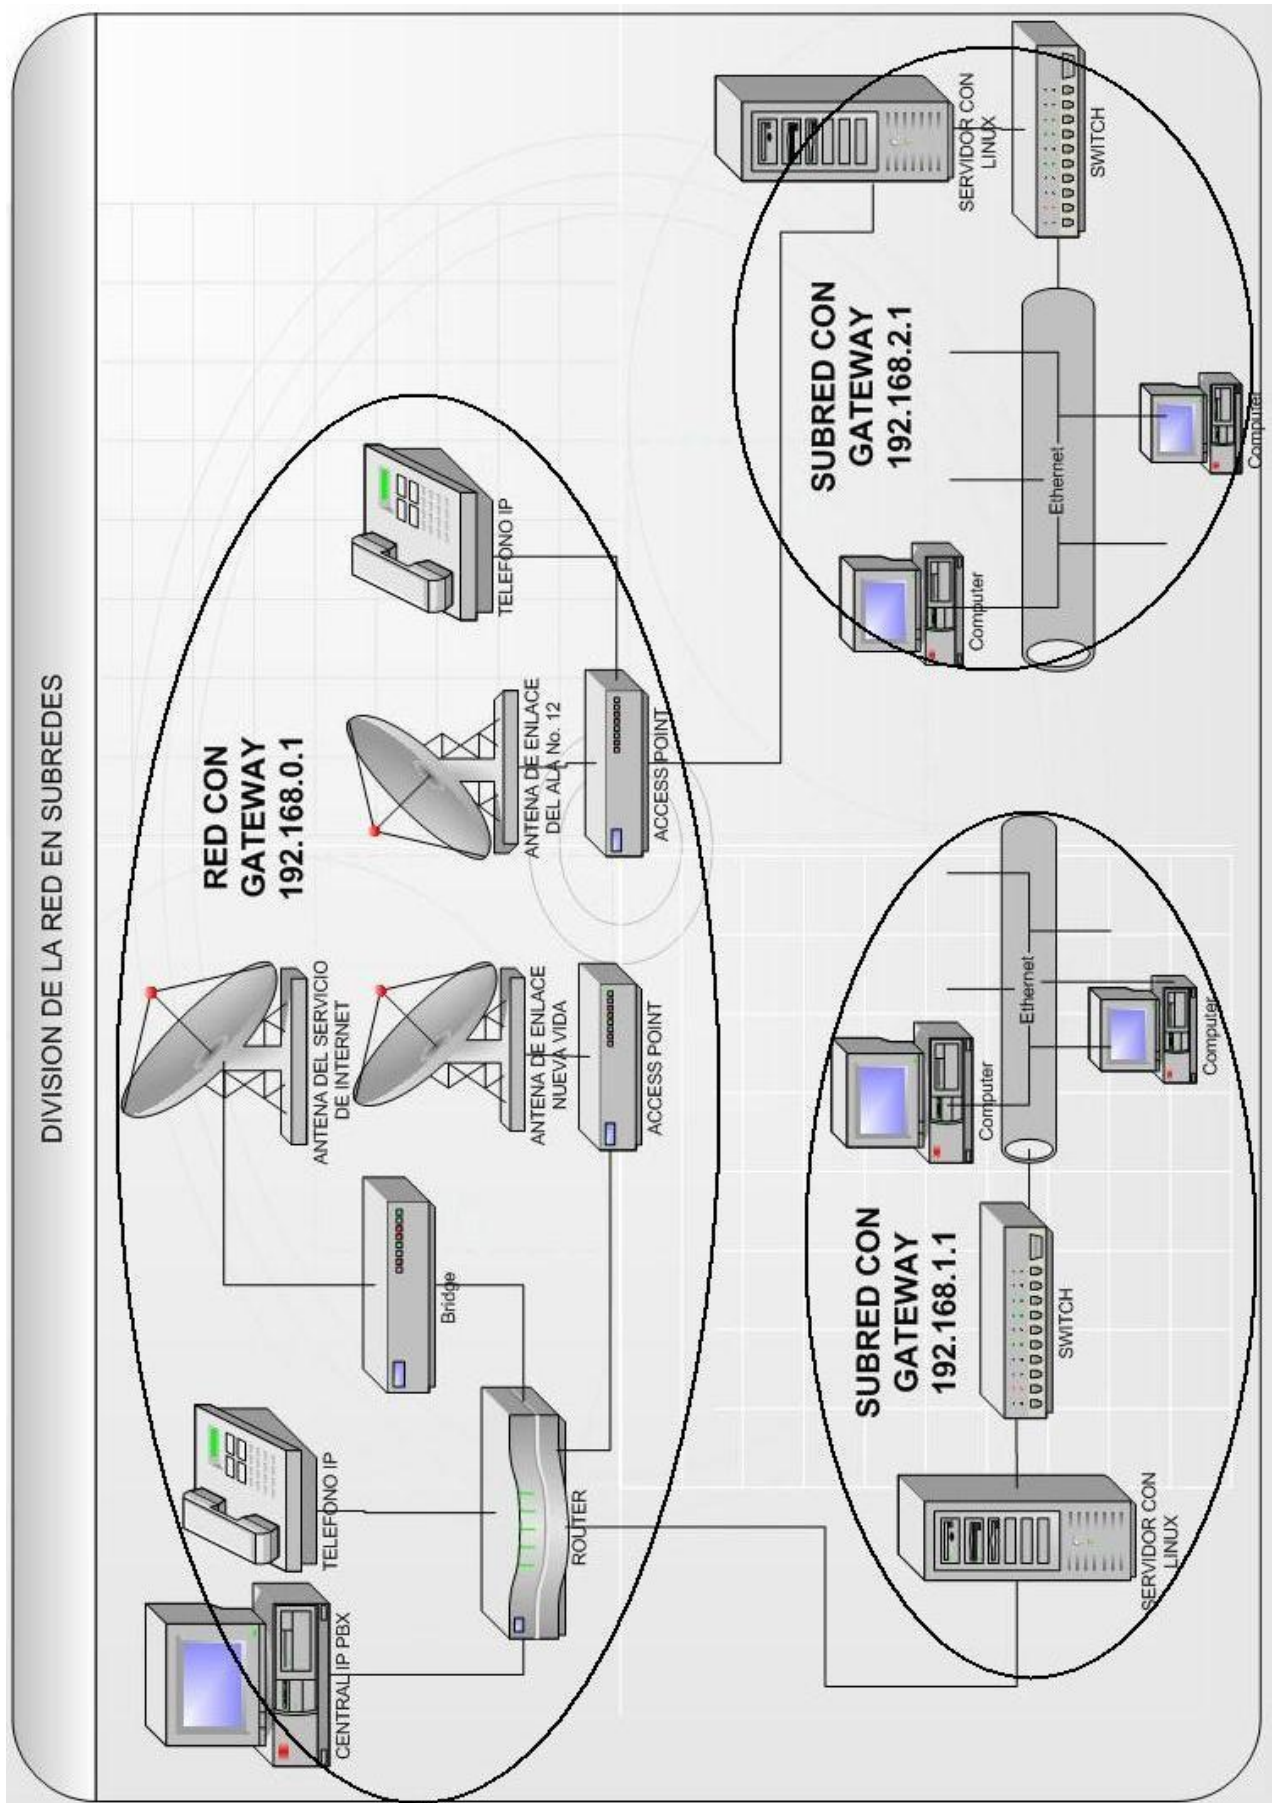 DIVISION DE LA RED EN SUBREDES
CENTRAL IP PBX
TELEFONO IP
ROUTER
Bridge
ANTENA DEL SERVICIO
DE INTERNET
ANTENA DE ENLACE
NUEVA VIDA
ACCESS POINT
RED CON
GATEWAY
192.168.0.1
ANTENA DE ENLACE
DEL ALA No. 12
ACCESS POINT
TELEFONO IP
SERVIDOR CON
LINUX
SWITCH
SUBRED CON
GATEWAY
192.168.1.1
Computer
Ethernet
Computer
SUBRED CON
GATEWAY
192.168.2.1
Computer
Ethernet
Computer
SERVIDOR CON
LINUX
SWITCH